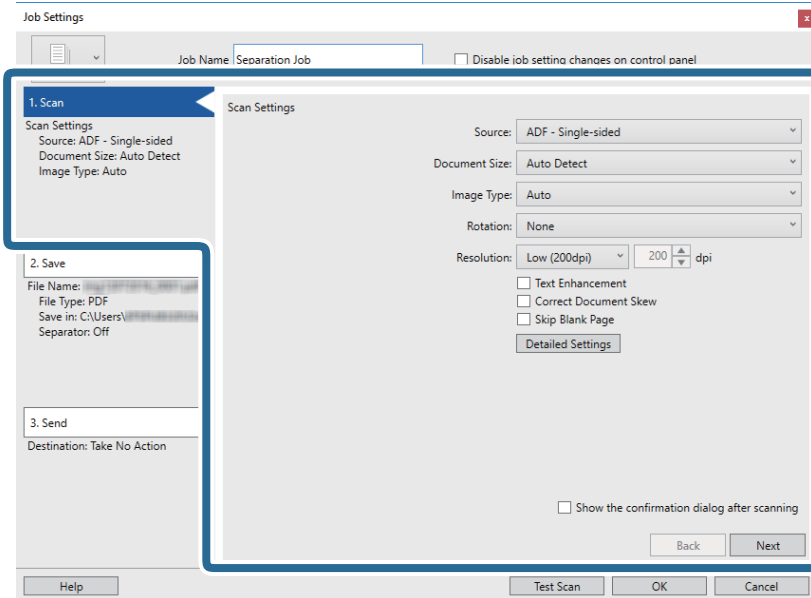 Job Settings
x
Job Name Separation Job Disable job setting changes on control panel
1. Scan
Scan Settings
Source: ADF - Single-sided
Document Size: Auto Detect
Image Type: Auto
2. Save
File Name:
File Type: PDF
Save in: C:\Users\
Separator: Off
3. Send
Destination: Take No Action
Scan Settings
Source: ADF - Single-sided
Document Size: Auto Detect
Image Type: Auto
Rotation: None
Resolution: Low (200dpi) 200 dpi
Text Enhancement
Correct Document Skew
Skip Blank Page
Detailed Settings
Show the confirmation dialog after scanning
Back Next
Help Test Scan OK Cancel